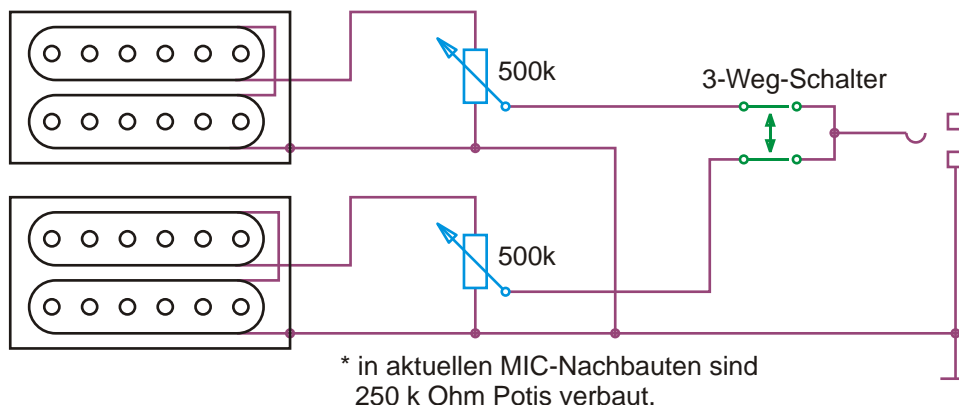 500k
3-Weg-Schalter
500k
* in aktuellen MIC-Nachbauten sind
250 k Ohm Potis verbaut.